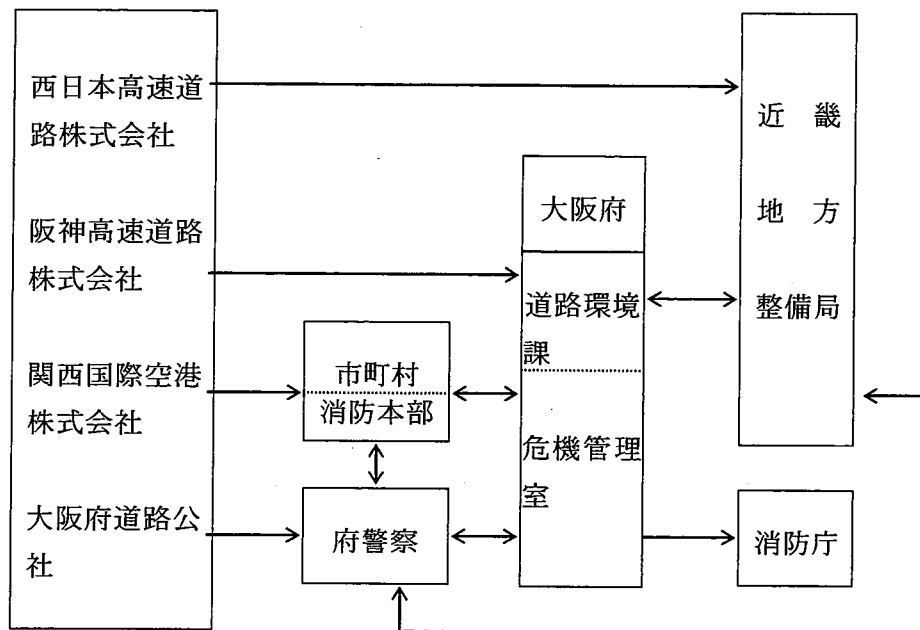 西日本高速道
路株式会社
阪神高速道路
株式会社
関西国際空港
株式会社
大阪府道路公
社
市町村
消防本部
府警察
大阪府
道路環境
課
危機管理
室
近　畿
地　方
整備局
消防庁